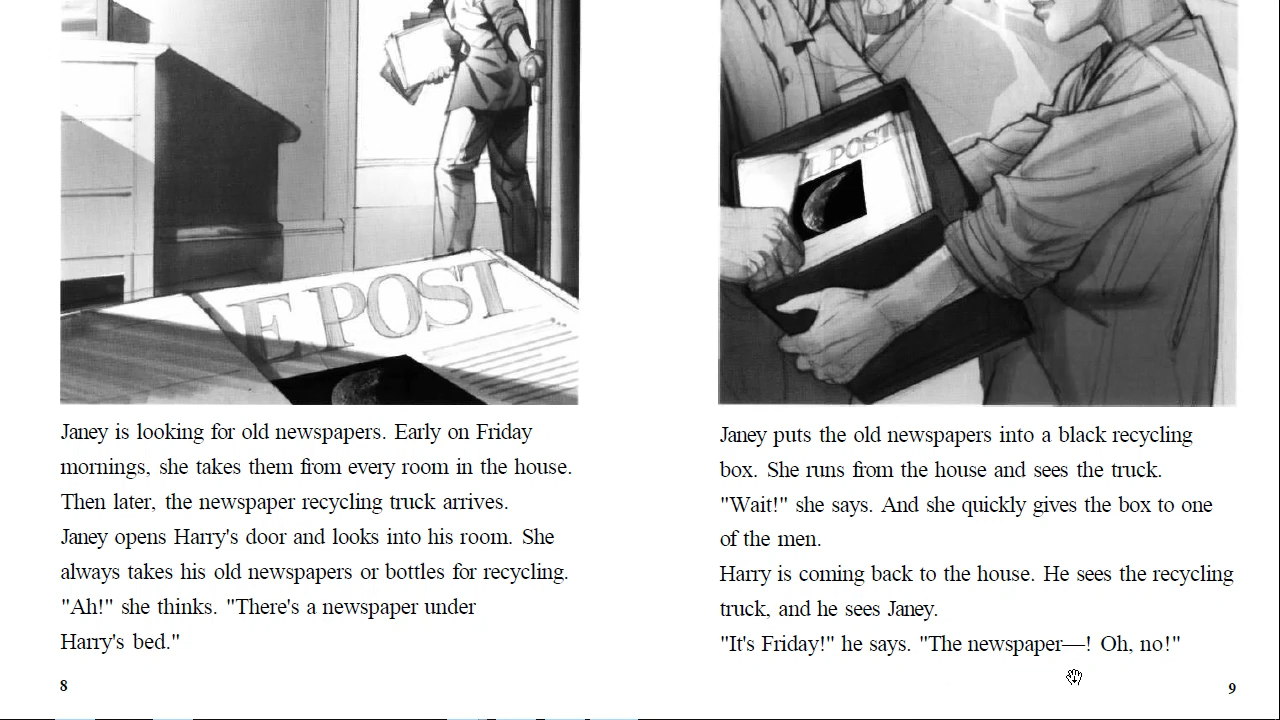 E POST
Janey is looking for old newspapers. Early on Friday
mornings, she takes them from every room in the house.
Then later, the newspaper recycling truck arrives.
Janey opens Harry's door and looks into his room. She
always takes his old newspapers or bottles for recycling.
"Ah!" she thinks. "There's a newspaper under
Harry's bed."
8
E POST
Janey puts the old newspapers into a black recycling
box. She runs from the house and sees the truck.
"Wait!" she says. And she quickly gives the box to one
of the men.
Harry is coming back to the house. He sees the recycling
truck, and he sees Janey.
"It's Friday!" he says. "The newspaper—! Oh, no!"
9